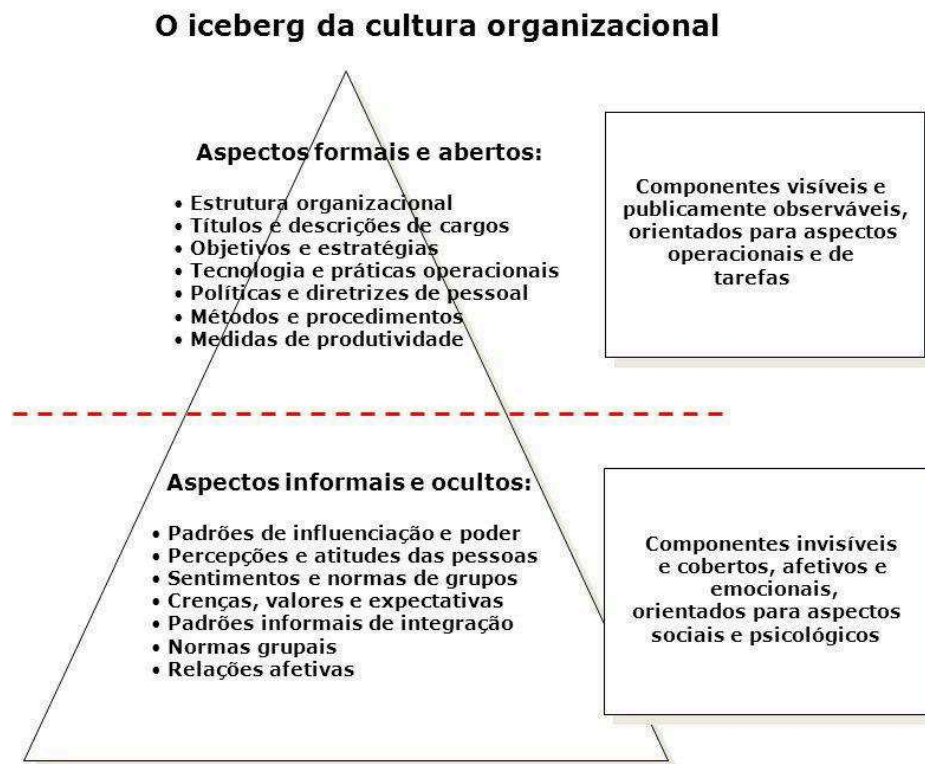 O iceberg da cultura organizacional
Aspectos formais e abertos:
• Estrutura organizacional
• Títulos e descrições de cargos
• Objetivos e estratégias
• Tecnologia e práticas operacionais
• Políticas e diretrizes de pessoal
• Métodos e procedimentos
• Medidas de produtividade
Componentes visíveis e
publicamente observáveis,
orientados para aspectos
operacionais e de
tarefas
Aspectos informais e ocultos:
• Padrões de influenciação e poder
• Percepções e atitudes das pessoas
• Sentimentos e normas de grupos
• Crenças, valores e expectativas
• Padrões informais de integração
• Normas grupais
• Relações afetivas
Componentes invisíveis
e cobertos, afetivos e
emocionais,
orientados para aspectos
sociais e psicológicos